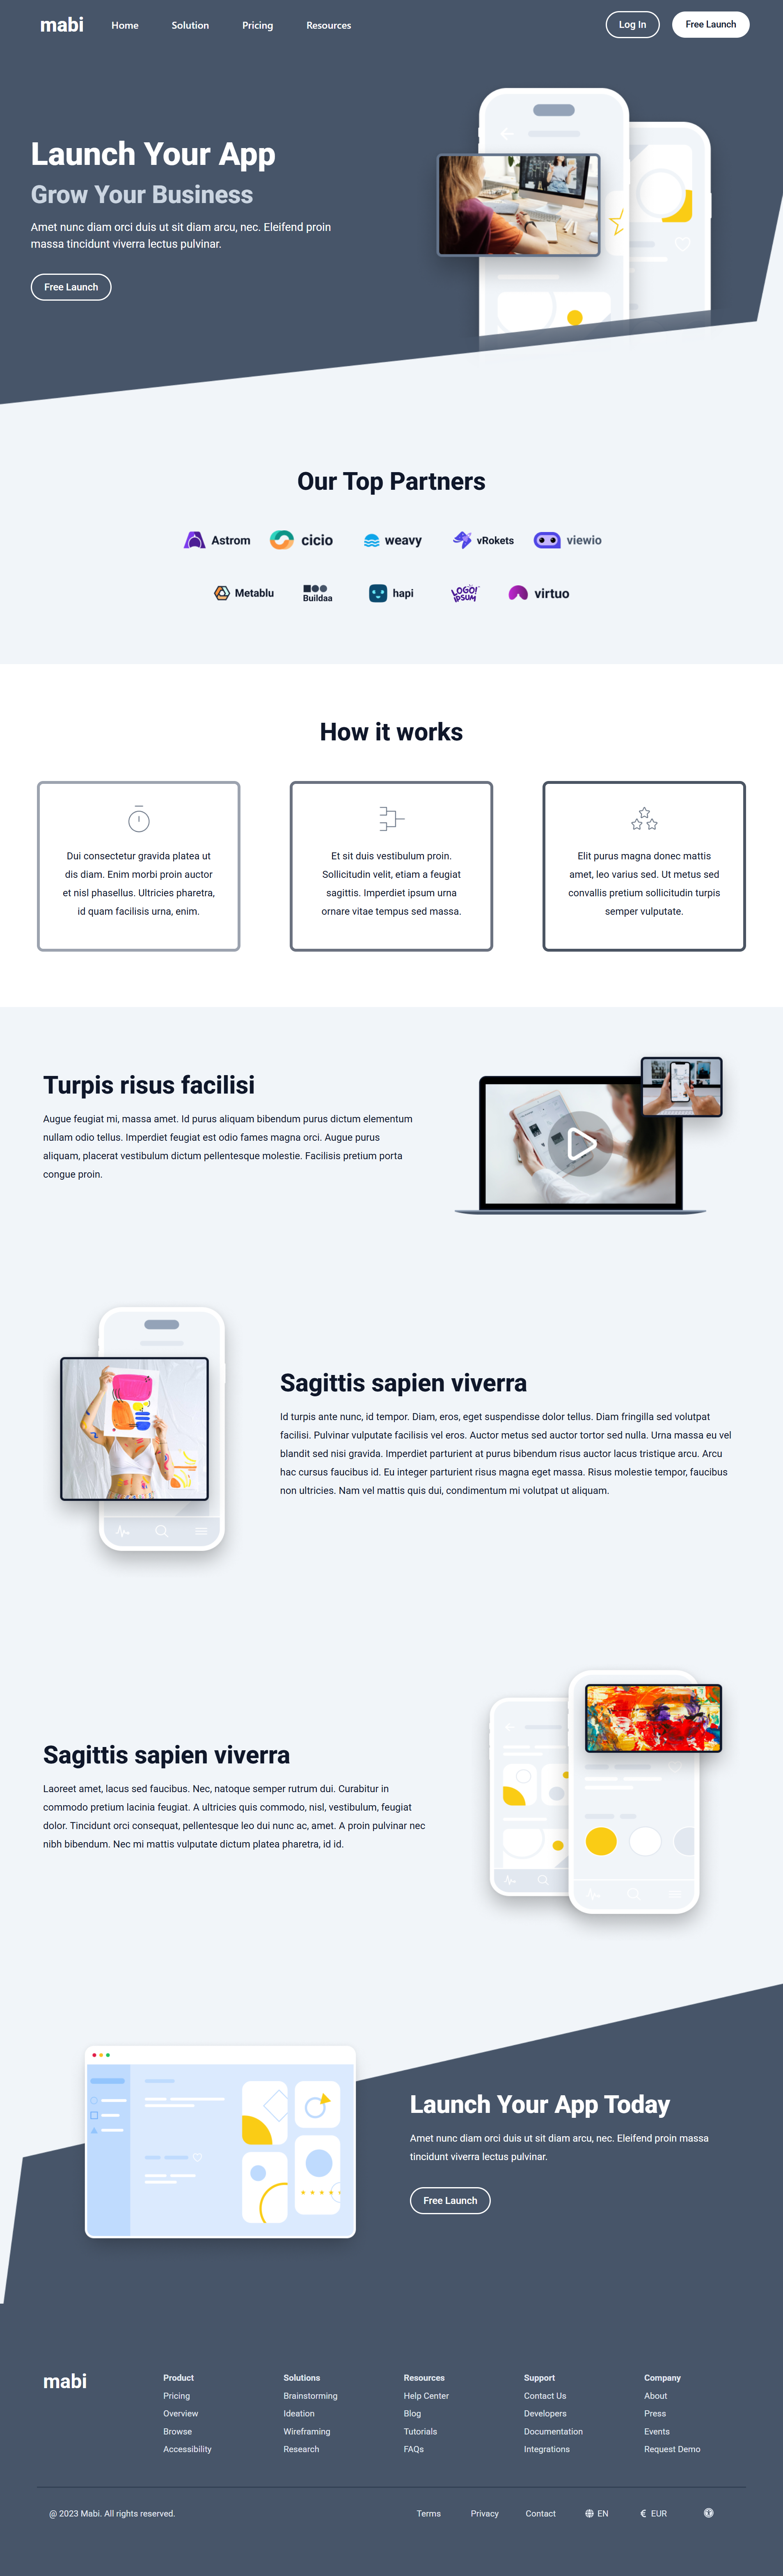 mabi
Home
Solution
Pricing
Resources
Log In
Free Launch
Launch Your App
Grow Your Business
Amet nunc diam orci duis ut sit diam arcu, nec. Eleifend proin
massa tincidunt viverra lectus pulvinar.
Free Launch
Our Top Partners
Astrom
cicio
weavy
vRokets
viewio
Metablu
Buildaa
hapi
LOGO!
IPSUM
virtuo
How it works
Dui consectetur gravida platea ut
dis diam. Enim morbi proin auctor
et nisl phasellus. Ultricies pharetra,
id quam facilisis urna, enim.
Et sit duis vestibulum proin.
Sollicitudin velit, etiam a feugiat
sagittis. Imperdiet ipsum urna
ornare vitae tempus sed massa.
Elit purus magna donec mattis
amet, leo varius sed. Ut metus sed
convallis pretium sollicitudin turpis
semper vulputate.
Turpis risus facilisi
Augue feugiat mi, massa amet. Id purus aliquam bibendum purus dictum elementum
nullam odio tellus. Imperdiet feugiat est odio fames magna orci. Augue purus
aliquam, placerat vestibulum dictum pellentesque molestie. Facilisis pretium porta
congue proin.
Sagittis sapien viverra
Id turpis ante nunc, id tempor. Diam, eros, eget suspendisse dolor tellus. Diam fringilla sed volutpat
facilisi. Pulvinar vulputate facilisis vel eros. Auctor metus sed auctor tortor sed nulla. Urna massa eu vel
blandit sed nisi gravida. Imperdiet parturient at purus bibendum risus auctor lacus tristique arcu. Arcu
hac cursus faucibus id. Eu integer parturient risus magna eget massa. Risus molestie tempor, faucibus
non ultricies. Nam vel mattis quis dui, condimentum mi volutpat ut aliquam.
Sagittis sapien viverra
Laoreet amet, lacus sed faucibus. Nec, natoque semper rutrum dui. Curabitur in
commodo pretium lacinia feugiat. A ultricies quis commodo, nisl, vestibulum, feugiat
dolor. Tincidunt orci consequat, pellentesque leo dui nunc ac, amet. A proin pulvinar nec
nibh bibendum. Nec mi mattis vulputate dictum platea pharetra, id id.
Launch Your App Today
Amet nunc diam orci duis ut sit diam arcu, nec. Eleifend proin massa
tincidunt viverra lectus pulvinar.
Free Launch
mabi
Product
Pricing
Overview
Browse
Accessibility
Solutions
Brainstorming
Ideation
Wireframing
Research
Resources
Help Center
Blog
Tutorials
FAQs
Support
Contact Us
Developers
Documentation
Integrations
Company
About
Press
Events
Request Demo
@ 2023 Mabi. All rights reserved.
Terms
Privacy
Contact
EN
€ EUR